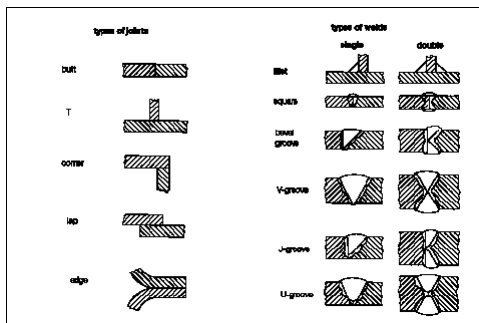 types of joints
butt
T
corner
lap
edge
types of welds
single
double
fillet
square
bevel
groove
V-groove
J-groove
U-groove